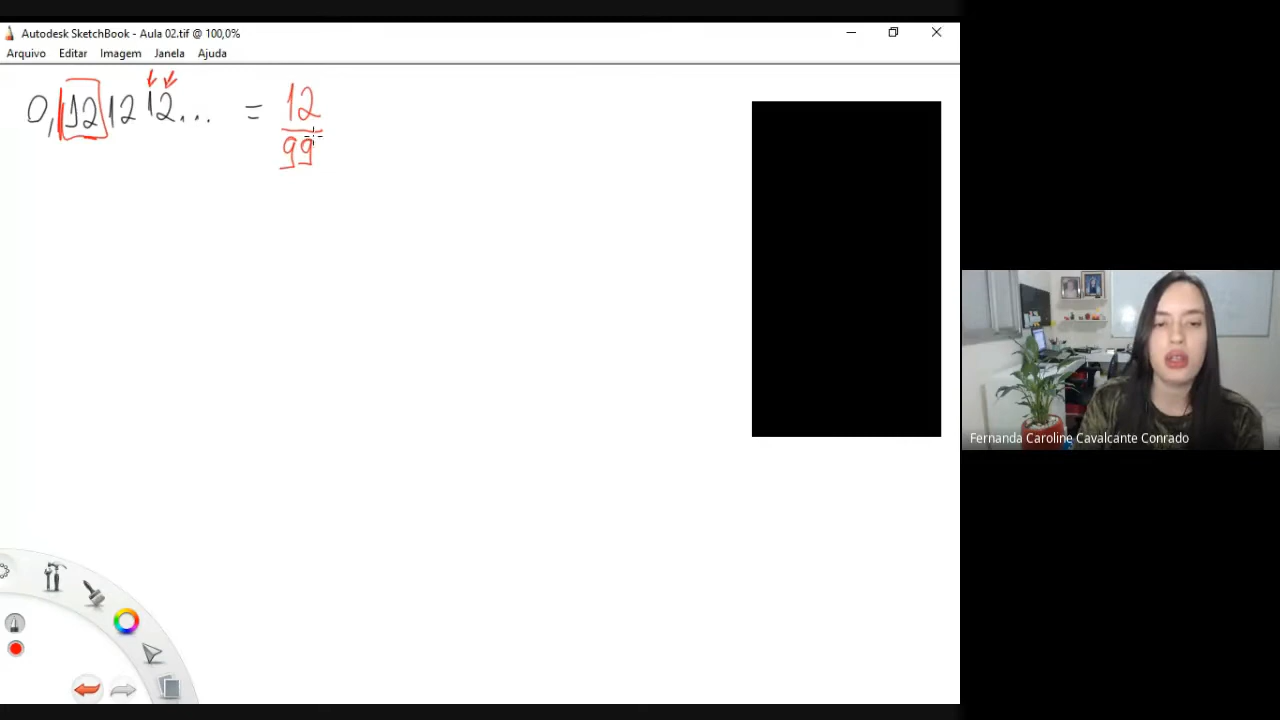 Autodesk SketchBook - Aula 02.tif @ 100,0%
Arquivo Editar Imagem Janela Ajuda
0,121212... = 12/99
Fernanda Caroline Cavalcante Conrado